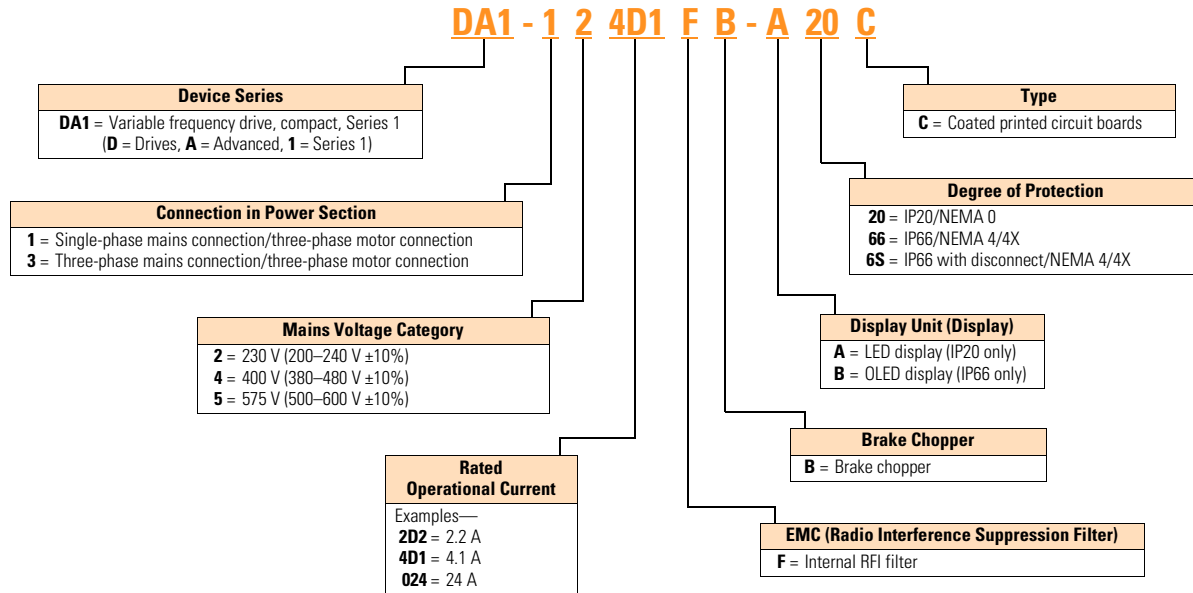 DA1 - 1 2 4D1 F B - A 20 C
Device Series
DA1 = Variable frequency drive, compact, Series 1
(D = Drives, A = Advanced, 1 = Series 1)
Connection in Power Section
1 = Single-phase mains connection/three-phase motor connection
3 = Three-phase mains connection/three-phase motor connection
Mains Voltage Category
2 = 230 V (200–240 V ±10%)
4 = 400 V (380–480 V ±10%)
5 = 575 V (500–600 V ±10%)
Rated
Operational Current
Examples—
2D2 = 2.2 A
4D1 = 4.1 A
024 = 24 A
Type
C = Coated printed circuit boards
Degree of Protection
20 = IP20/NEMA 0
66 = IP66/NEMA 4/4X
6S = IP66 with disconnect/NEMA 4/4X
Display Unit (Display)
A = LED display (IP20 only)
B = OLED display (IP66 only)
Brake Chopper
B = Brake chopper
EMC (Radio Interference Suppression Filter)
F = Internal RFI filter